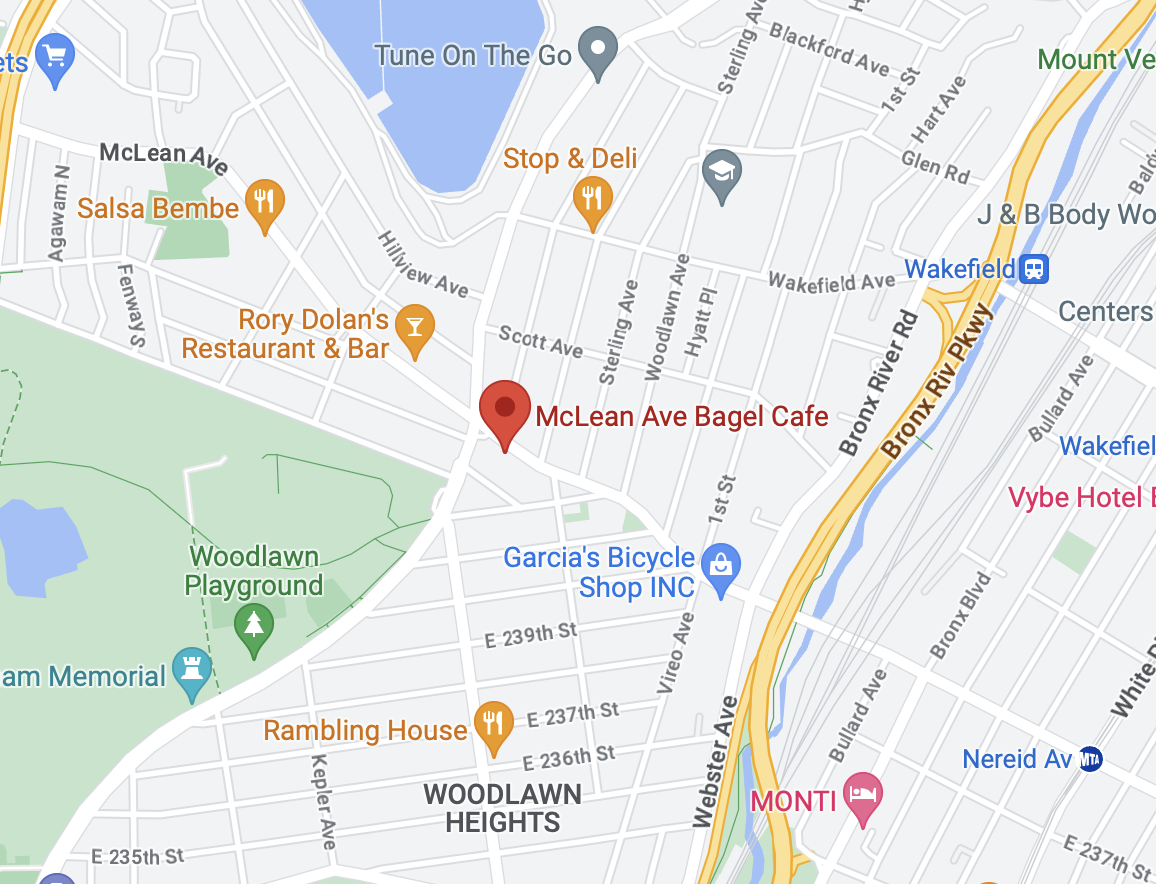 Tune On The Go
Sterling Ave
Blackford Ave
1st St
Hart Ave
Mount Ve
ets
McLean Ave
Stop & Deli
Glen Rd
Baldw
Agawam N
Salsa Bembe
J & B Body Wo
Hillview Ave
Wakefield Ave
Wakefield
Fenway S
Rory Dolan's
Restaurant & Bar
Scott Ave
Sterling Ave
Woodlawn Ave
Hyatt Pl
Centers
Bronx River Rd
Bronx Riv Pkwy
McLean Ave Bagel Cafe
Bullard Ave
Wakefiel
Vybe Hotel
1st St
Woodlawn
Playground
Garcia's Bicycle
Shop INC
E 239th St
Vireo Ave
Bronx Blvd
am Memorial
White P
Rambling House
E 237th St
E 236th St
Webster Ave
Bullard Ave
Nereid Av
MTA
Kepler Ave
WOODLAWN
HEIGHTS
MONTI
E 235th St
E 237th St